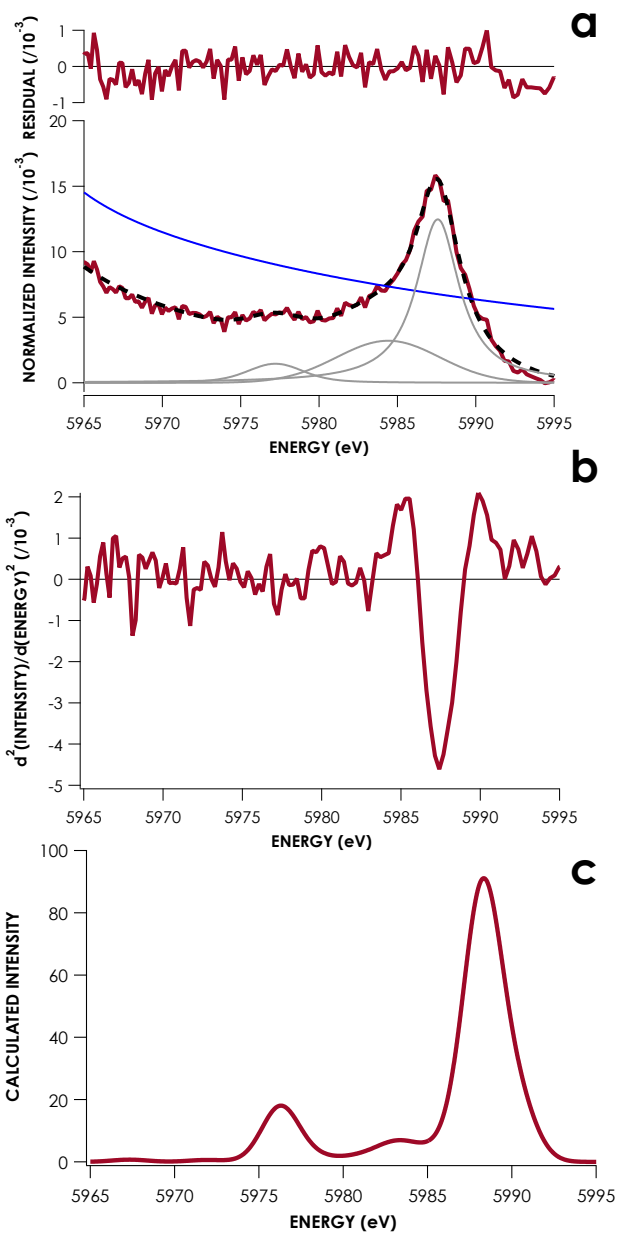 a
RESIDUAL (/10⁻³)
1
0
-1
NORMALIZED INTENSITY (/10⁻³)
20
15
10
5
0
5965 5970 5975 5980 5985 5990 5995
ENERGY (eV)
b
d²(INTENSITY)/d(ENERGY)² (/10⁻³)
2
1
0
-1
-2
-3
-4
-5
5965 5970 5975 5980 5985 5990 5995
ENERGY (eV)
c
CALCULATED INTENSITY
100
80
60
40
20
0
5965 5970 5975 5980 5985 5990 5995
ENERGY (eV)